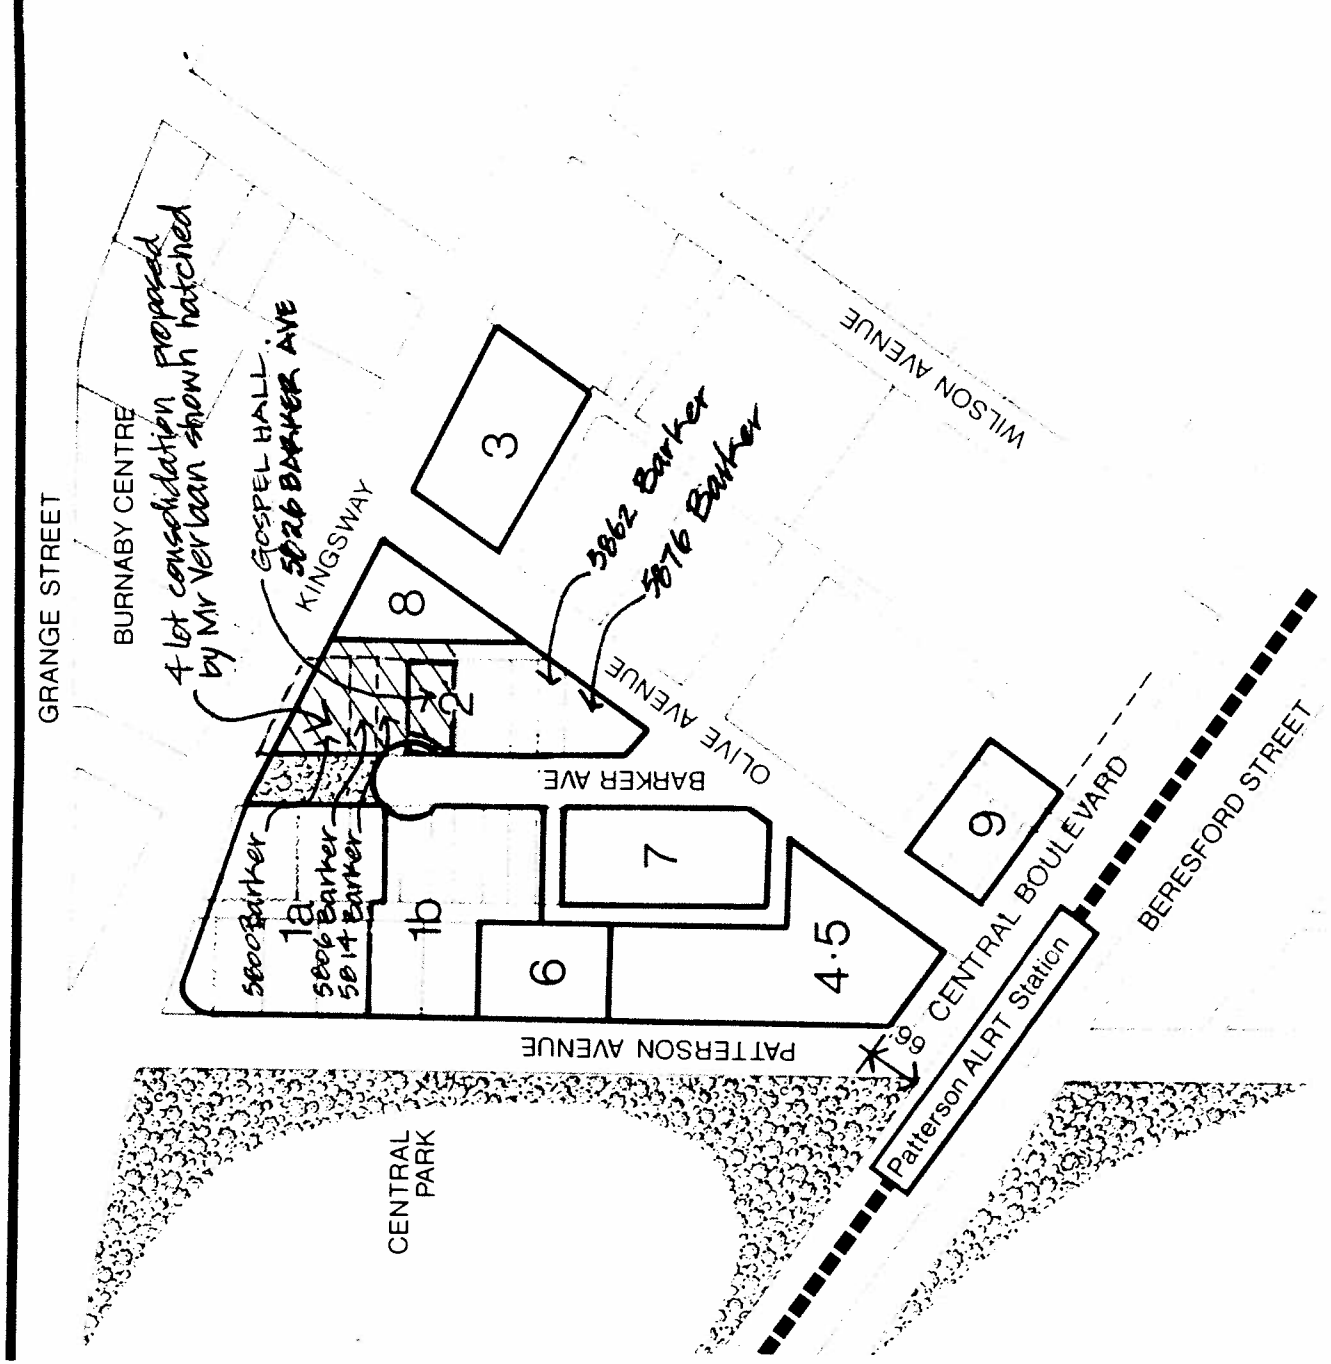 GRANGE STREET
BURNABY CENTRE
4 lot consolidation proposed
by Mr Verlaan shown hatched
GOSPEL HALL.
5826 BARKER AVE
KINGSWAY
3
8
2
5862 Barker
5876 Barker
WILSON AVENUE
OLIVE AVENUE
BARKER AVE.
5800 Barker
1a
5806 Barker
5814 Barker
1b
7
6
4·5
9
PATTERSON AVENUE
99
CENTRAL BOULEVARD
BERESFORD STREET
Patterson ALRT Station
CENTRAL
PARK